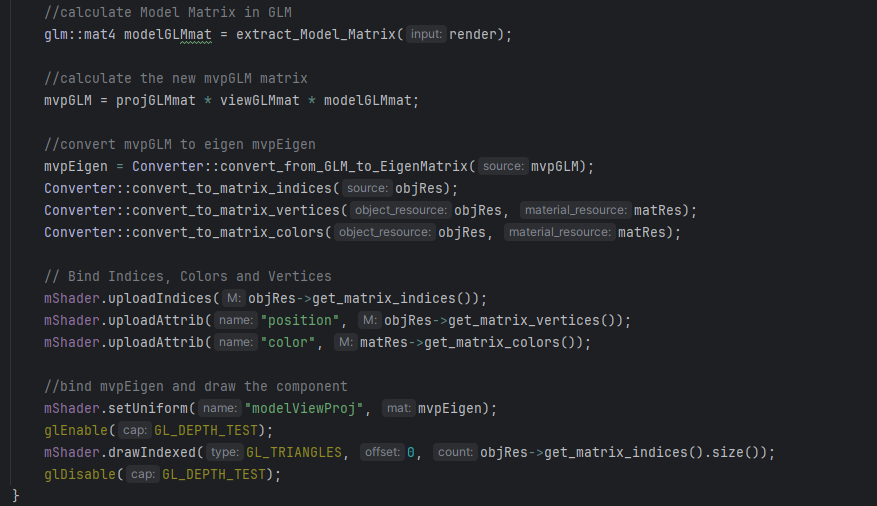 //calculate Model Matrix in GLM
glm::mat4 modelGLMmat = extract_Model_Matrix( input: render);
//calculate the new mvpGLM matrix
mvpGLM = projGLMmat * viewGLMmat * modelGLMmat;
//convert mvpGLM to eigen mvpEigen
mvpEigen = Converter::convert_from_GLM_to_EigenMatrix( source: mvpGLM);
Converter::convert_to_matrix_indices( source: objRes);
Converter::convert_to_matrix_vertices( object_resource: objRes, material_resource: matRes);
Converter::convert_to_matrix_colors( object_resource: objRes, material_resource: matRes);
// Bind Indices, Colors and Vertices
mShader.uploadIndices( M: objRes->get_matrix_indices());
mShader.uploadAttrib( name: "position", M: objRes->get_matrix_vertices());
mShader.uploadAttrib( name: "color", M: matRes->get_matrix_colors());
//bind mvpEigen and draw the component
mShader.setUniform( name: "modelViewProj", mat: mvpEigen);
glEnable( cap: GL_DEPTH_TEST);
mShader.drawIndexed( type: GL_TRIANGLES, offset: 0, count: objRes->get_matrix_indices().size());
glDisable( cap: GL_DEPTH_TEST);
}